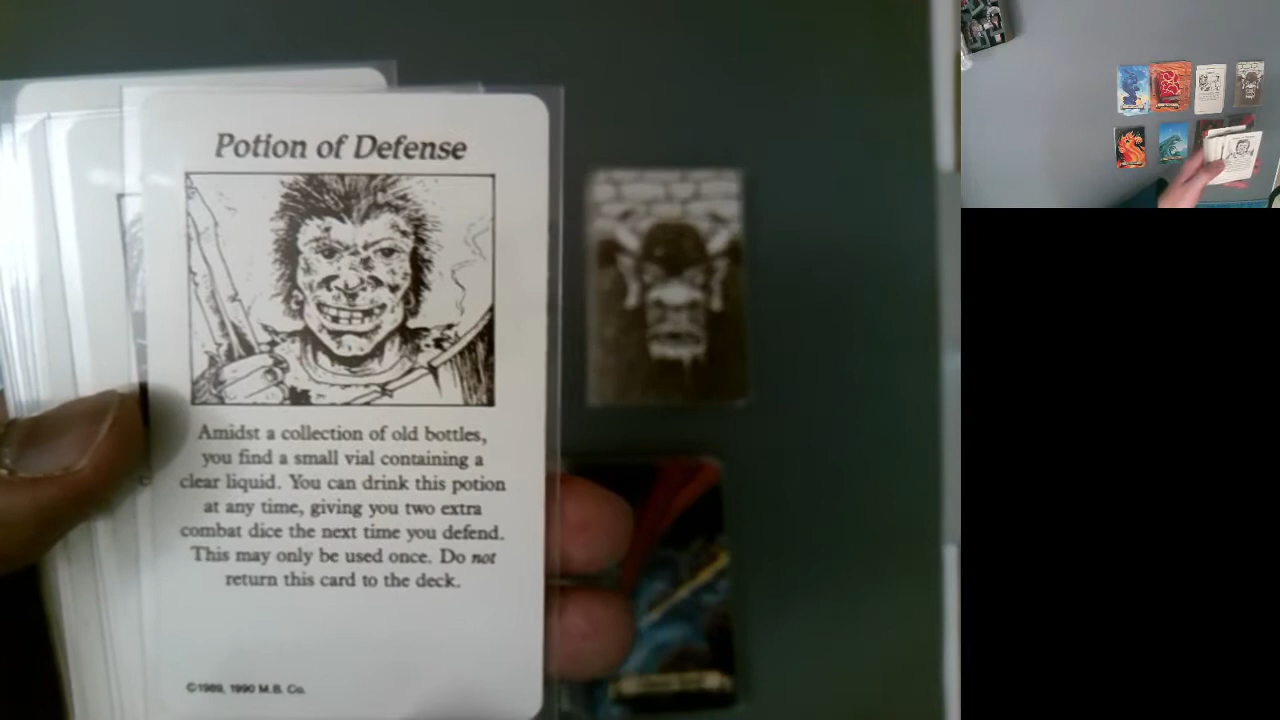 Potion of Defense
Amidst a collection of old bottles,
you find a small vial containing a
clear liquid. You can drink this potion
at any time, giving you two extra
combat dice the next time you defend.
This may only be used once. Do not
return this card to the deck.
©1989, 1990 M.B. Co.